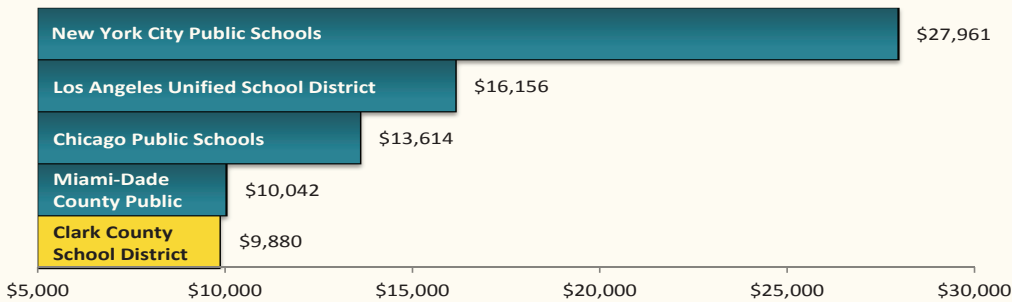 New York City Public Schools
$27,961
Los Angeles Unified School District
$16,156
Chicago Public Schools
$13,614
Miami-Dade
County Public
$10,042
Clark County
School District
$9,880
$5,000 $10,000 $15,000 $20,000 $25,000 $30,000